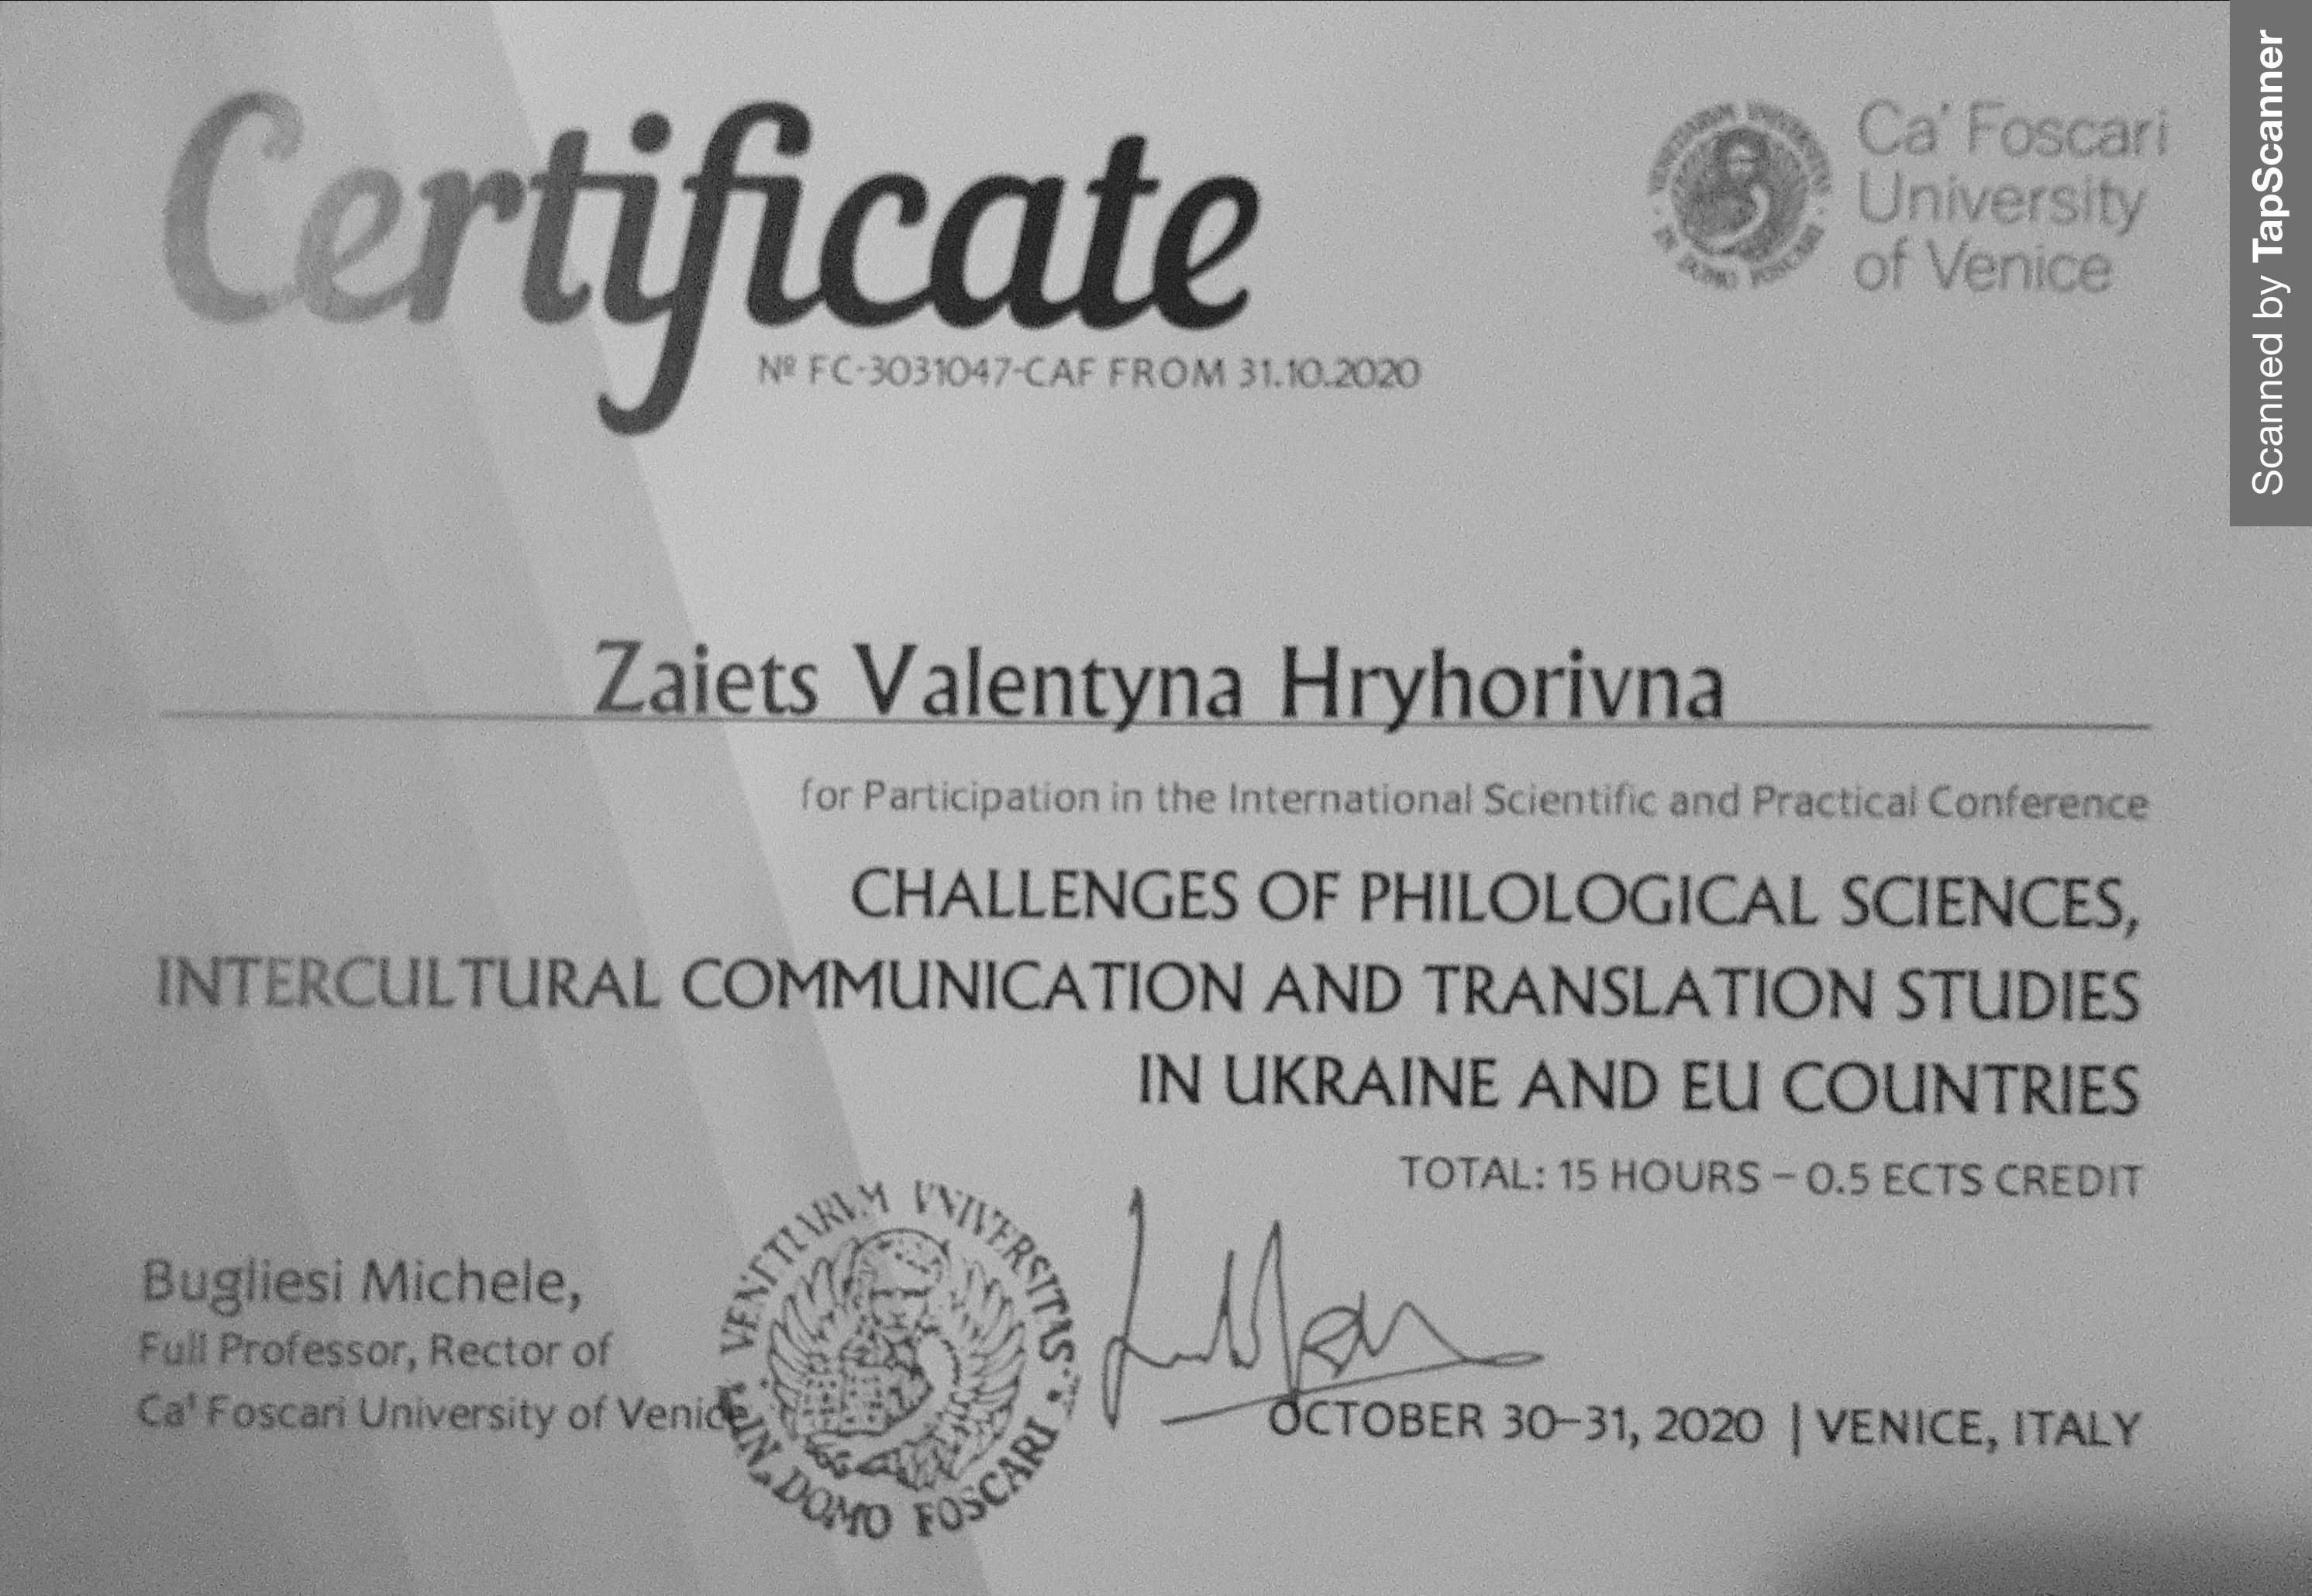 Certificate
Nº FC-3031047-CAF FROM 31.10.2020
Ca' Foscari
University
of Venice
Scanned by TapScanner
Zaiets Valentyna Hryhorivna
for Participation in the International Scientific and Practical Conference
CHALLENGES OF PHILOLOGICAL SCIENCES,
INTERCULTURAL COMMUNICATION AND TRANSLATION STUDIES
IN UKRAINE AND EU COUNTRIES
TOTAL: 15 HOURS – 0.5 ECTS CREDIT
Bugliesi Michele,
Full Professor, Rector of
Ca' Foscari University of Venice
VENETIARVM VNIVERSITAS
IN DOMO FOSCARI
OCTOBER 30–31, 2020 | VENICE, ITALY